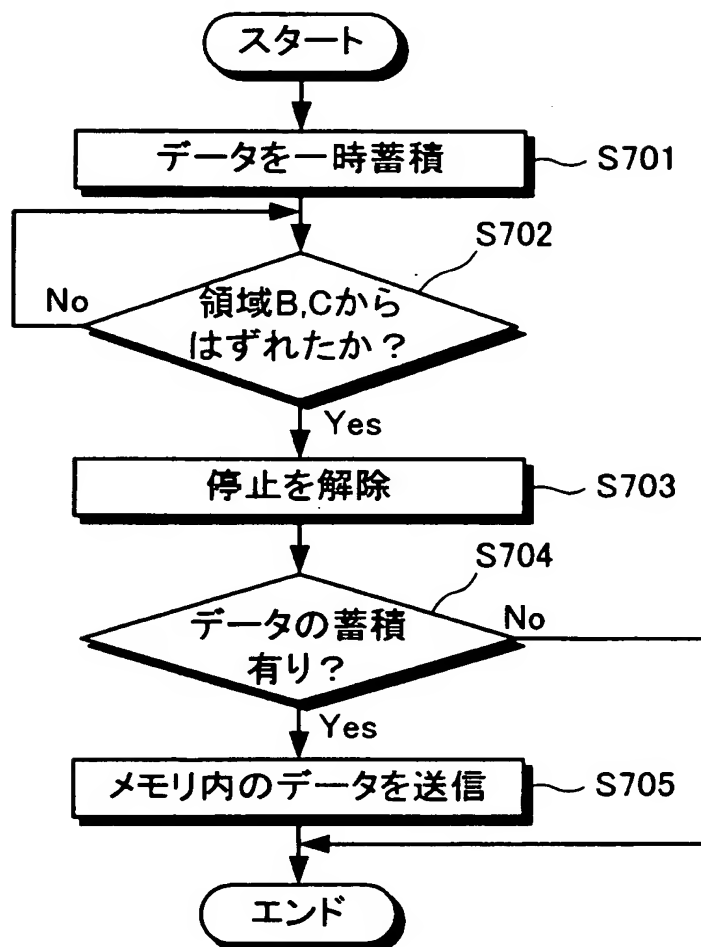 スタート
データを一時蓄積
S701
S702
No
領域B,Cから
はずれたか？
Yes
停止を解除
S703
S704
No
データの蓄積
有り？
Yes
メモリ内のデータを送信
S705
エンド